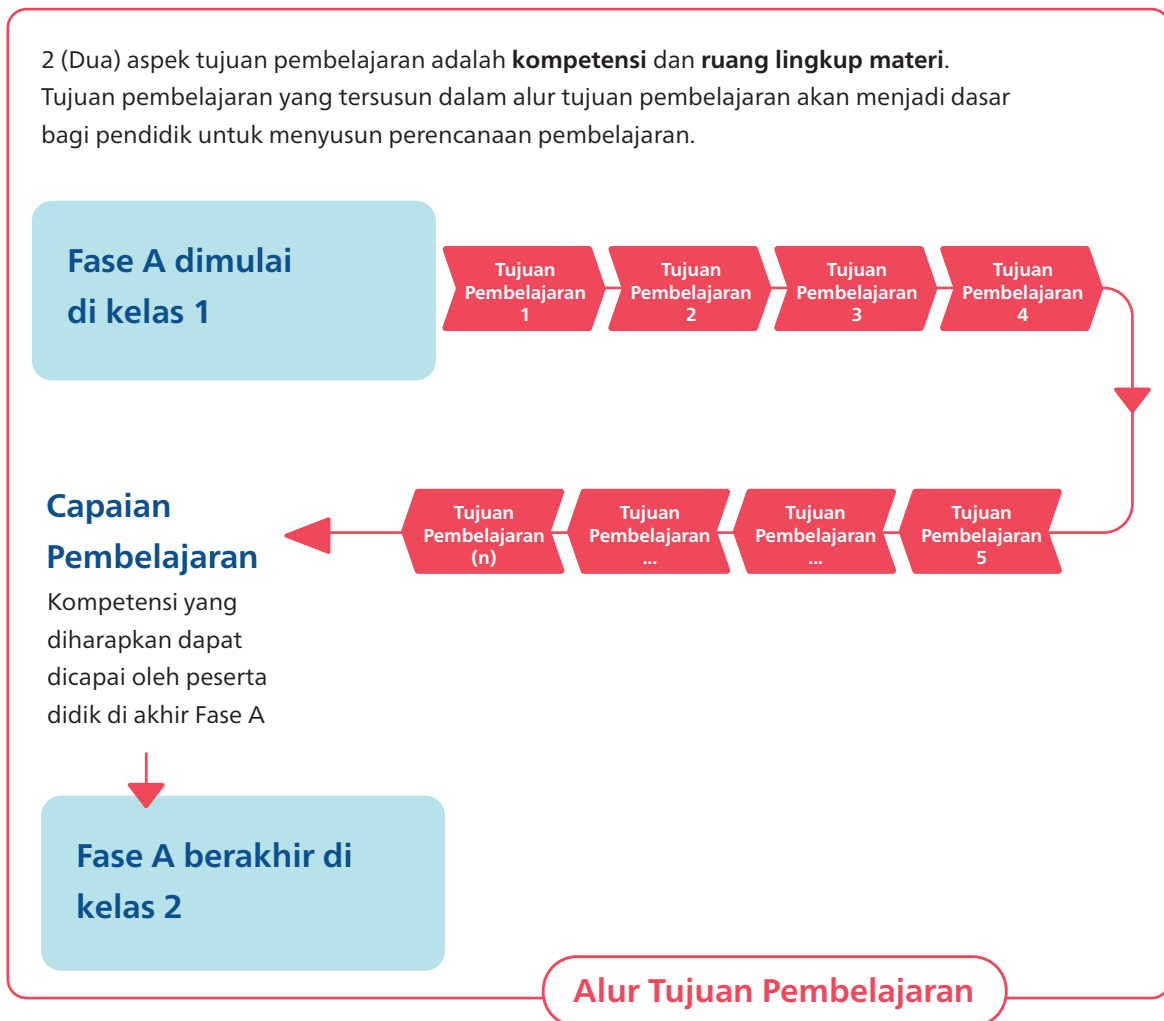 2 (Dua) aspek tujuan pembelajaran adalah kompetensi dan ruang lingkup materi.
Tujuan pembelajaran yang tersusun dalam alur tujuan pembelajaran akan menjadi dasar
bagi pendidik untuk menyusun perencanaan pembelajaran.
Fase A dimulai
di kelas 1
Tujuan
Pembelajaran
1
Tujuan
Pembelajaran
2
Tujuan
Pembelajaran
3
Tujuan
Pembelajaran
4
Tujuan
Pembelajaran
5
Tujuan
Pembelajaran
...
Tujuan
Pembelajaran
...
Tujuan
Pembelajaran
(n)
Capaian
Pembelajaran
Kompetensi yang
diharapkan dapat
dicapai oleh peserta
didik di akhir Fase A
Fase A berakhir di
kelas 2
Alur Tujuan Pembelajaran